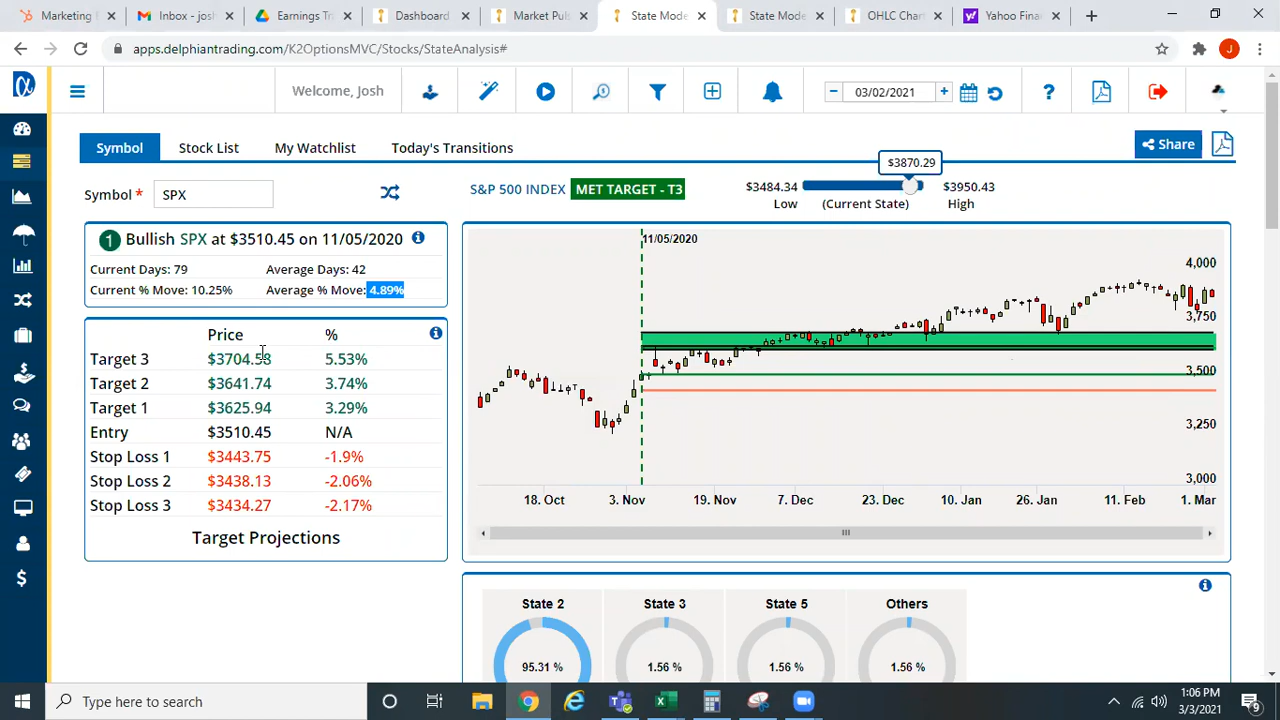 Marketing
Inbox - josh
Earnings Tr
Dashboard
Market Puls
State Mode
State Mode
OHLC Char
Yahoo Fina
apps.delphiantrading.com/K2OptionsMVC/Stocks/StateAnalysis#
J
Welcome, Josh
03/02/2021
Symbol
Stock List
My Watchlist
Today's Transitions
Share
Symbol *
SPX
S&P 500 INDEX
MET TARGET - T3
$3870.29
$3484.34
Low
(Current State)
$3950.43
High
1 Bullish SPX at $3510.45 on 11/05/2020
Current Days: 79
Average Days: 42
Current % Move: 10.25%
Average % Move: 4.89%
Price %
Target 3 5.53%
Target 2 $3641.74 3.74%
Target 1 $3625.94 3.29%
Entry $3510.45 N/A
Stop Loss 1 $3443.75 -1.9%
Stop Loss 2 $3438.13 -2.06%
Stop Loss 3 $3434.27 -2.17%
Target Projections
11/05/2020
4,000
3,750
3,500
3,250
3,000
18. Oct 3. Nov 19. Nov 7. Dec 23. Dec 10. Jan 26. Jan 11. Feb 1. Mar
State 2 State 3 State 5 Others
95.31 % 1.56 % 1.56 % 1.56 %
Type here to search
1:06 PM
3/3/2021
9